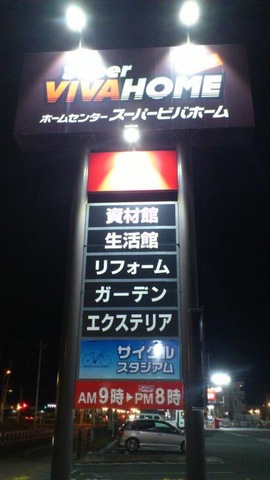 Super
VIVAHOME
ホームセンター スーパービバホーム
資材館
生活館
リフォーム
ガーデン
エクステリア
サイクル
スタジアム
AM9時▶PM8時